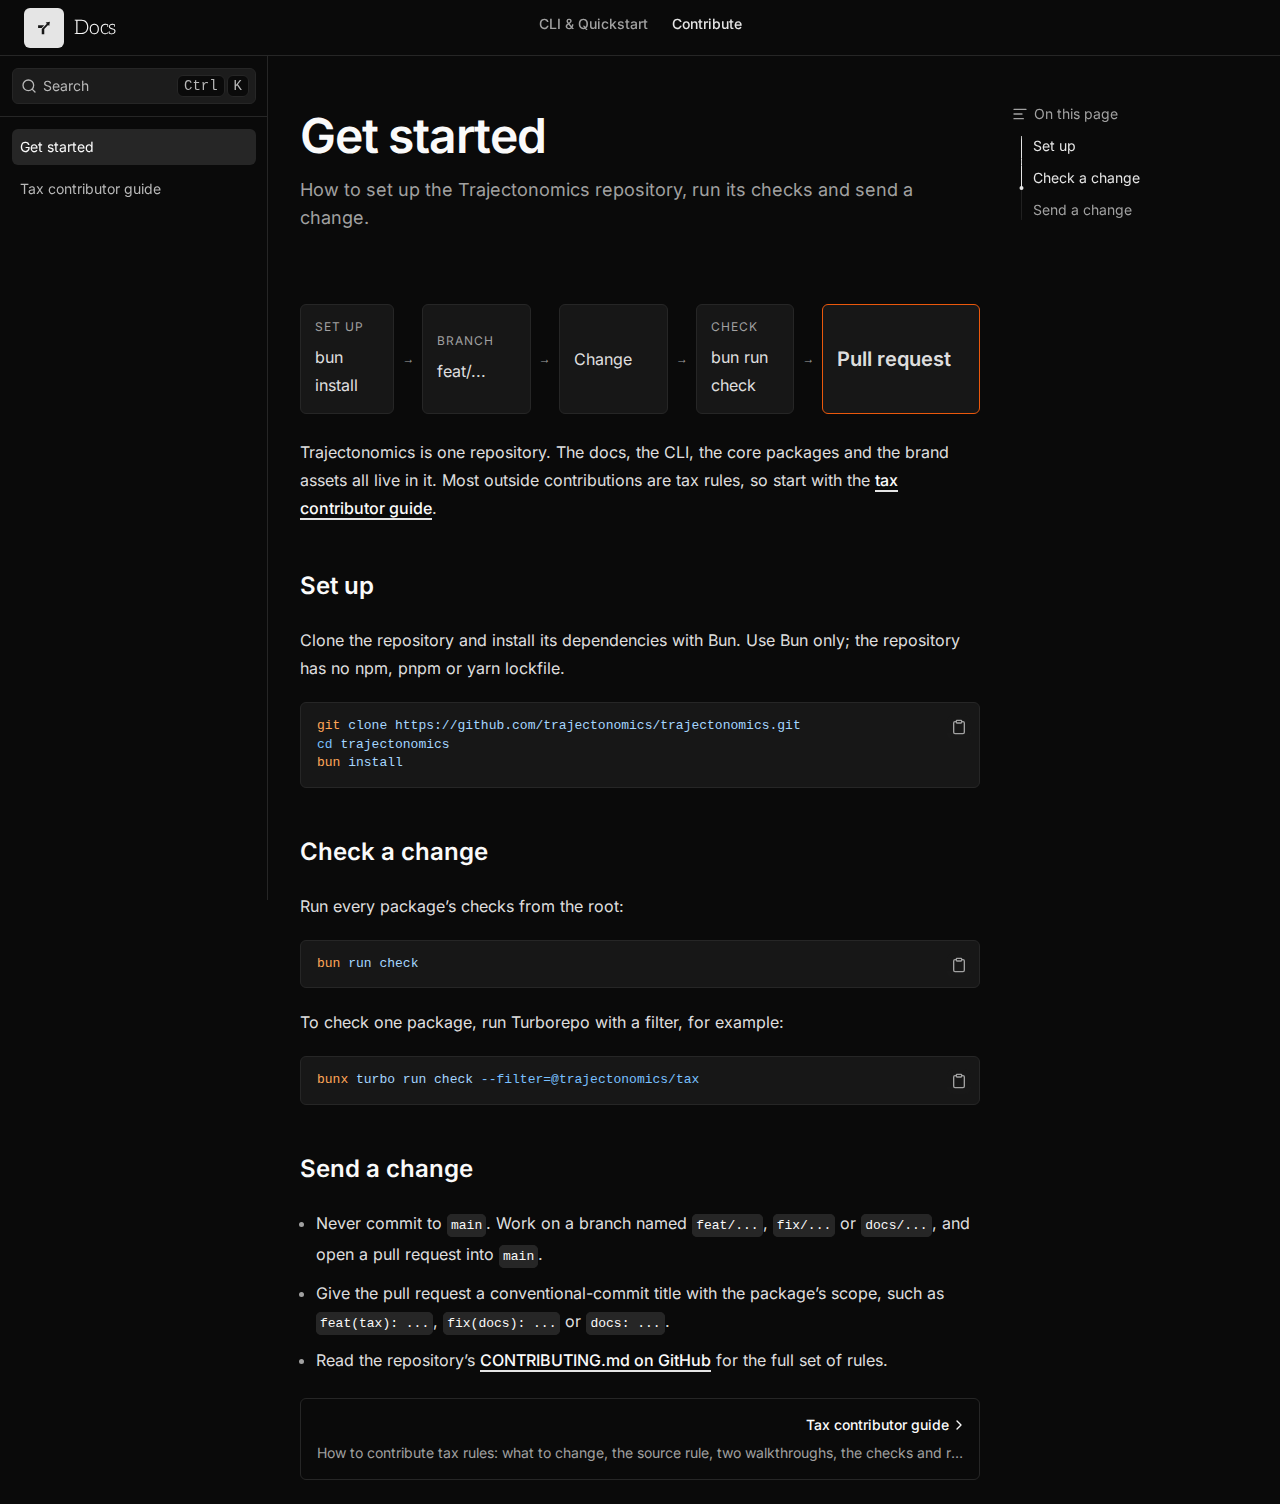 Docs
CLI & Quickstart
Contribute
Search
Ctrl K
Get started
Tax contributor guide
Get started
How to set up the Trajectonomics repository, run its checks and send a
change.
SET UP
bun
install
→
BRANCH
feat/...
→
Change
→
CHECK
bun run
check
→
Pull request
Trajectonomics is one repository. The docs, the CLI, the core packages and the brand
assets all live in it. Most outside contributions are tax rules, so start with the tax
contributor guide.
Set up
Clone the repository and install its dependencies with Bun. Use Bun only; the repository
has no npm, pnpm or yarn lockfile.
git clone https://github.com/trajectonomics/trajectonomics.git
cd trajectonomics
bun install
Check a change
Run every package’s checks from the root:
bun run check
To check one package, run Turborepo with a filter, for example:
bunx turbo run check --filter=@trajectonomics/tax
Send a change
• Never commit to main. Work on a branch named feat/..., fix/... or docs/..., and
open a pull request into main.
• Give the pull request a conventional-commit title with the package’s scope, such as
feat(tax): ..., fix(docs): ... or docs: ....
• Read the repository’s CONTRIBUTING.md on GitHub for the full set of rules.
Tax contributor guide
How to contribute tax rules: what to change, the source rule, two walkthroughs, the checks and r...
On this page
Set up
Check a change
Send a change